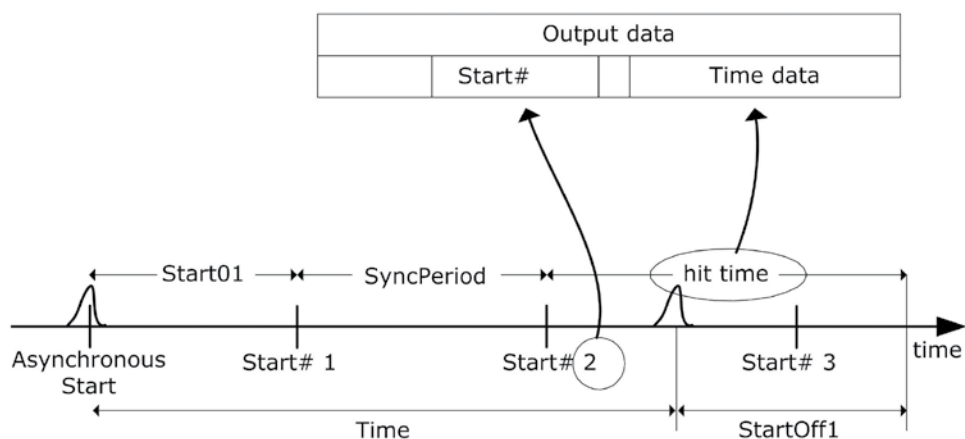 Output data
Start# Time data
Start01 SyncPeriod hit time
Asynchronous Start
Start# 1 Start# 2 Start# 3 time
Time StartOff1